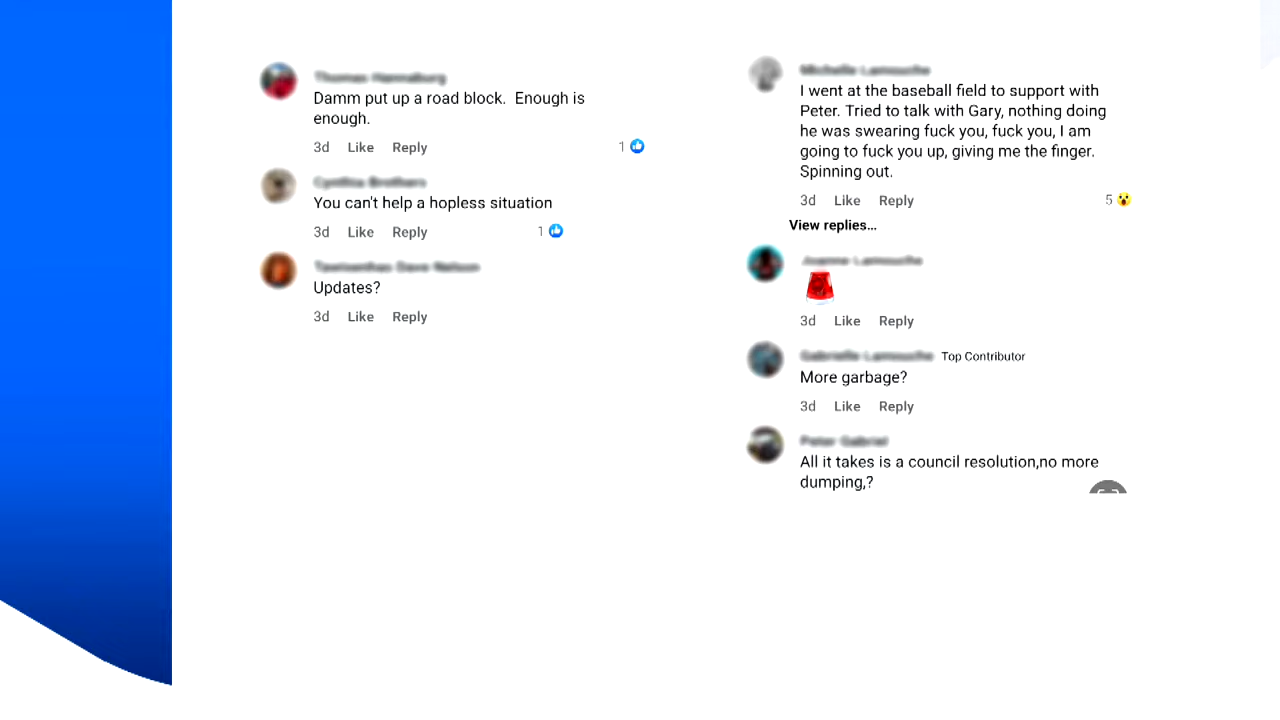 Damm put up a road block.  Enough is
enough.
3d Like Reply 1
You can't help a hopless situation
3d Like Reply 1
Updates?
3d Like Reply
I went at the baseball field to support with
Peter. Tried to talk with Gary, nothing doing
he was swearing fuck you, fuck you, I am
going to fuck you up, giving me the finger.
Spinning out.
3d Like Reply 5
View replies...
3d Like Reply
Top Contributor
More garbage?
3d Like Reply
All it takes is a council resolution,no more
dumping,?